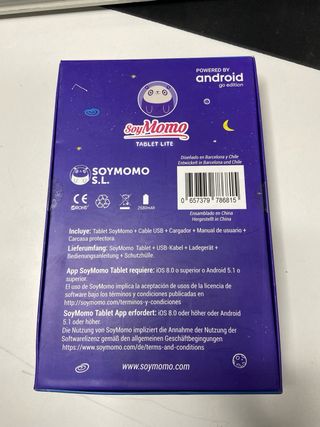 POWERED BY
android
go edition
SoyMomo
TABLET LITE
SOYMOMO
S.L.
Diseñado en Barcelona y Chile
Entwickelt in Barcelona und Chile
0 657379 786815
Ensamblado en China
Hergestellt in China
CE RoHS
Incluye: Tablet SoyMomo + Cable USB + Cargador + Manual de usuario +
Carcasa protectora.
Lieferumfang: SoyMomo Tablet + USB-Kabel + Ladegerät +
Bedienungsanleitung + Schutzhülle.
App SoyMomo Tablet requiere: iOS 8.0 o superior o Android 5.1 o
superior.
El uso de SoyMomo implica la aceptación de usos de la licencia de
software bajo los términos y condiciones publicadas en
http://soymomo.com/terminos-y-condiciones
SoyMomo Tablet App erfordert: iOS 8.0 oder höher oder Android
5.1 oder höher.
Die Nutzung von SoyMomo impliziert die Annahme der Nutzung der
Softwarelizenz gemäß den allgemeinen Geschäftsbedingungen
https://www.soymomo.com/de/terms-and-conditions
www.soymomo.com